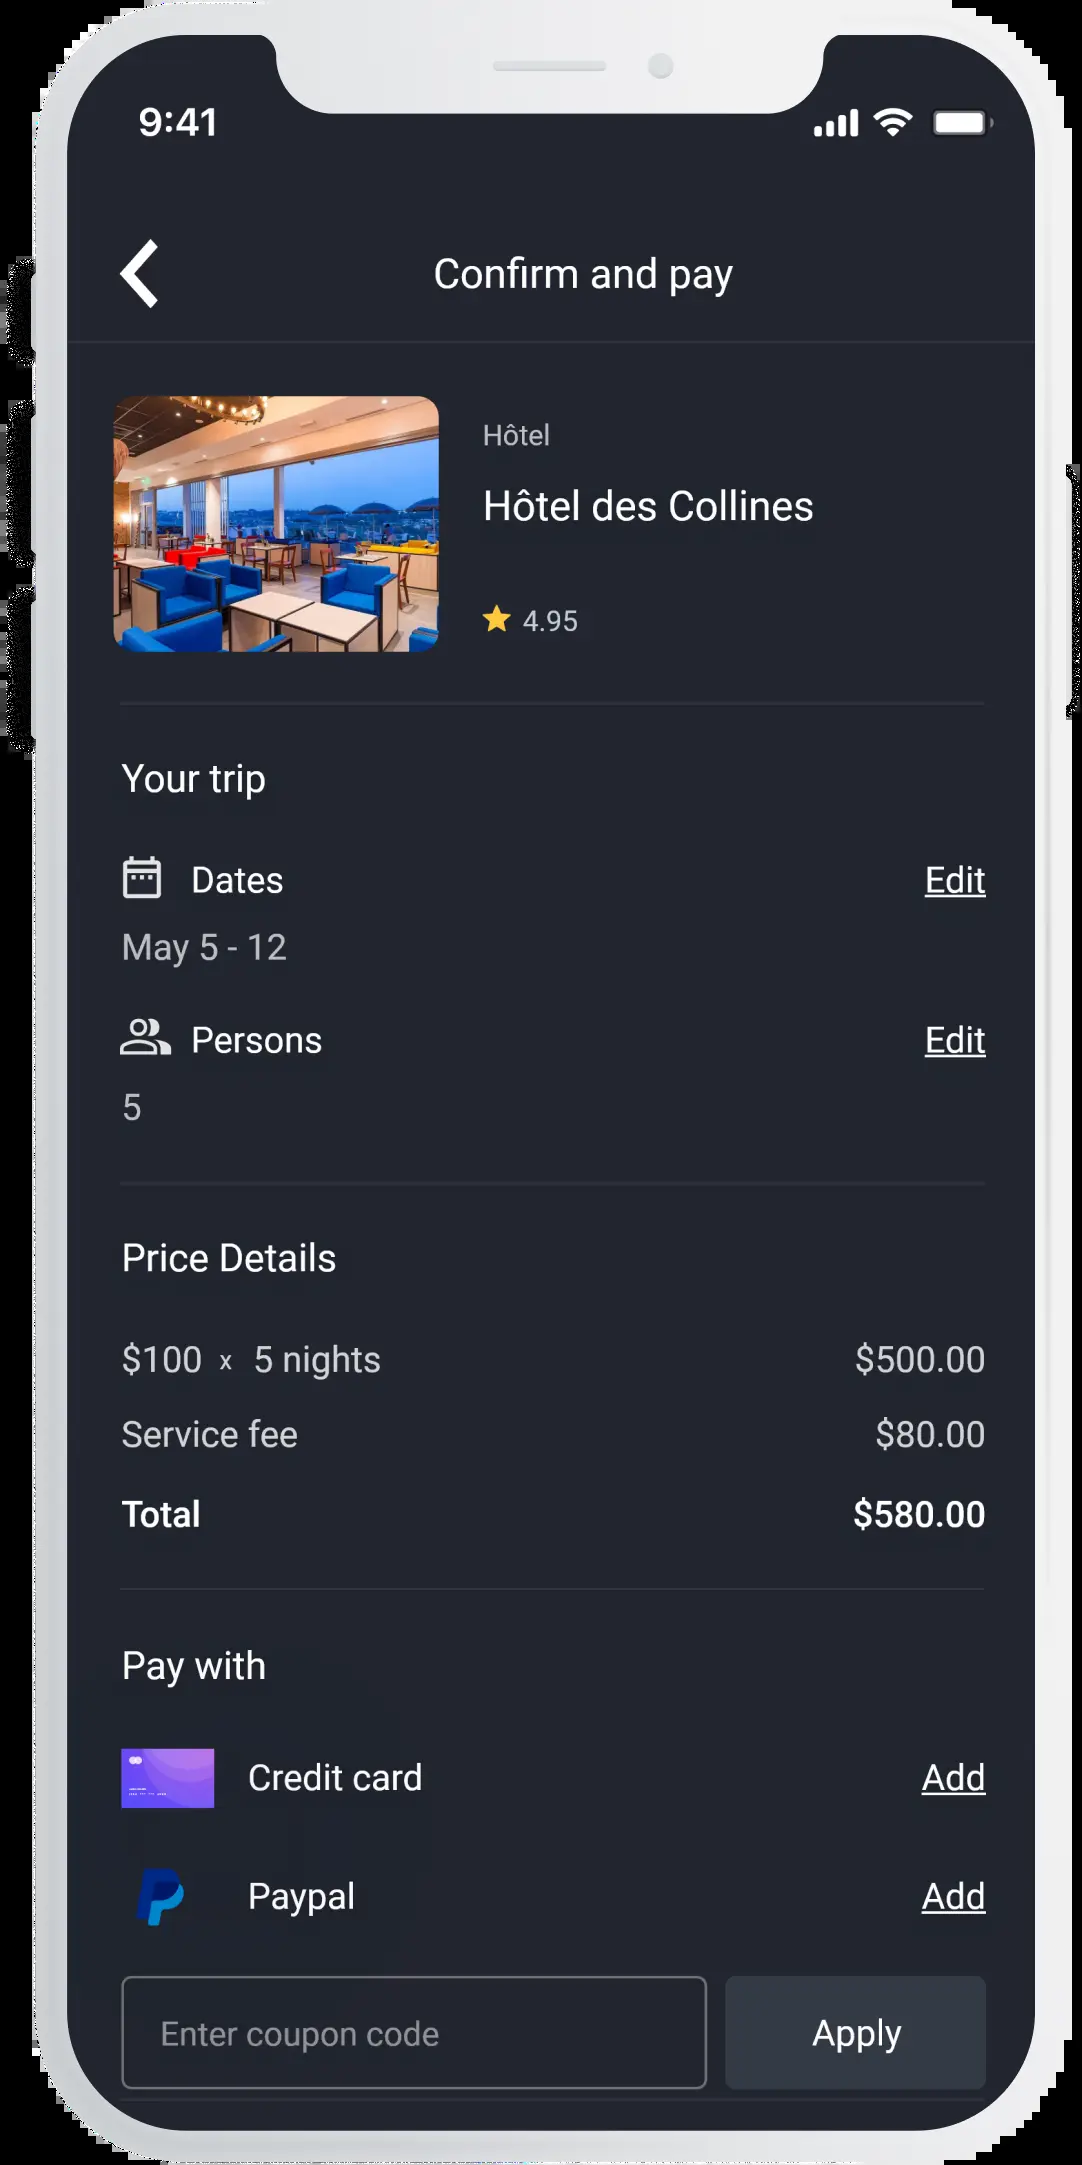 9:41
Confirm and pay
Hôtel
Hôtel des Collines
4.95
Your trip
Dates Edit
May 5 - 12
Persons Edit
5
Price Details
$100 x 5 nights $500.00
Service fee $80.00
Total $580.00
Pay with
Credit card Add
Paypal Add
Enter coupon code Apply